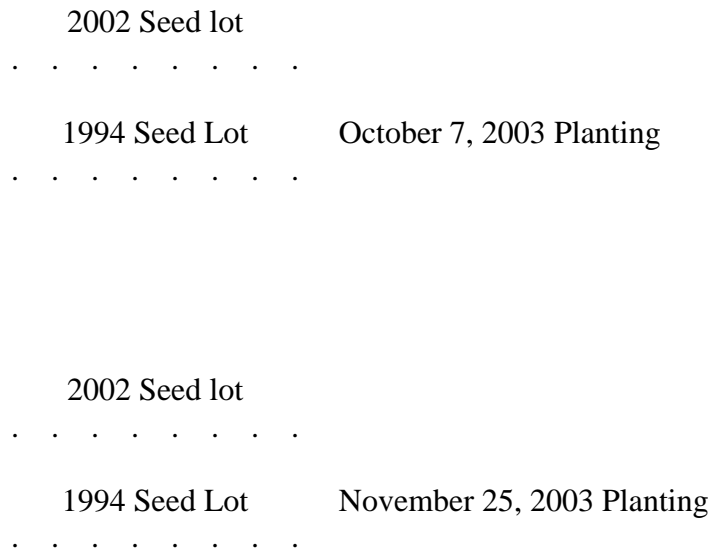 2002 Seed lot
. . . . . . . .
1994 Seed Lot October 7, 2003 Planting
. . . . . . . .
2002 Seed lot
. . . . . . . .
1994 Seed Lot November 25, 2003 Planting
. . . . . . . .